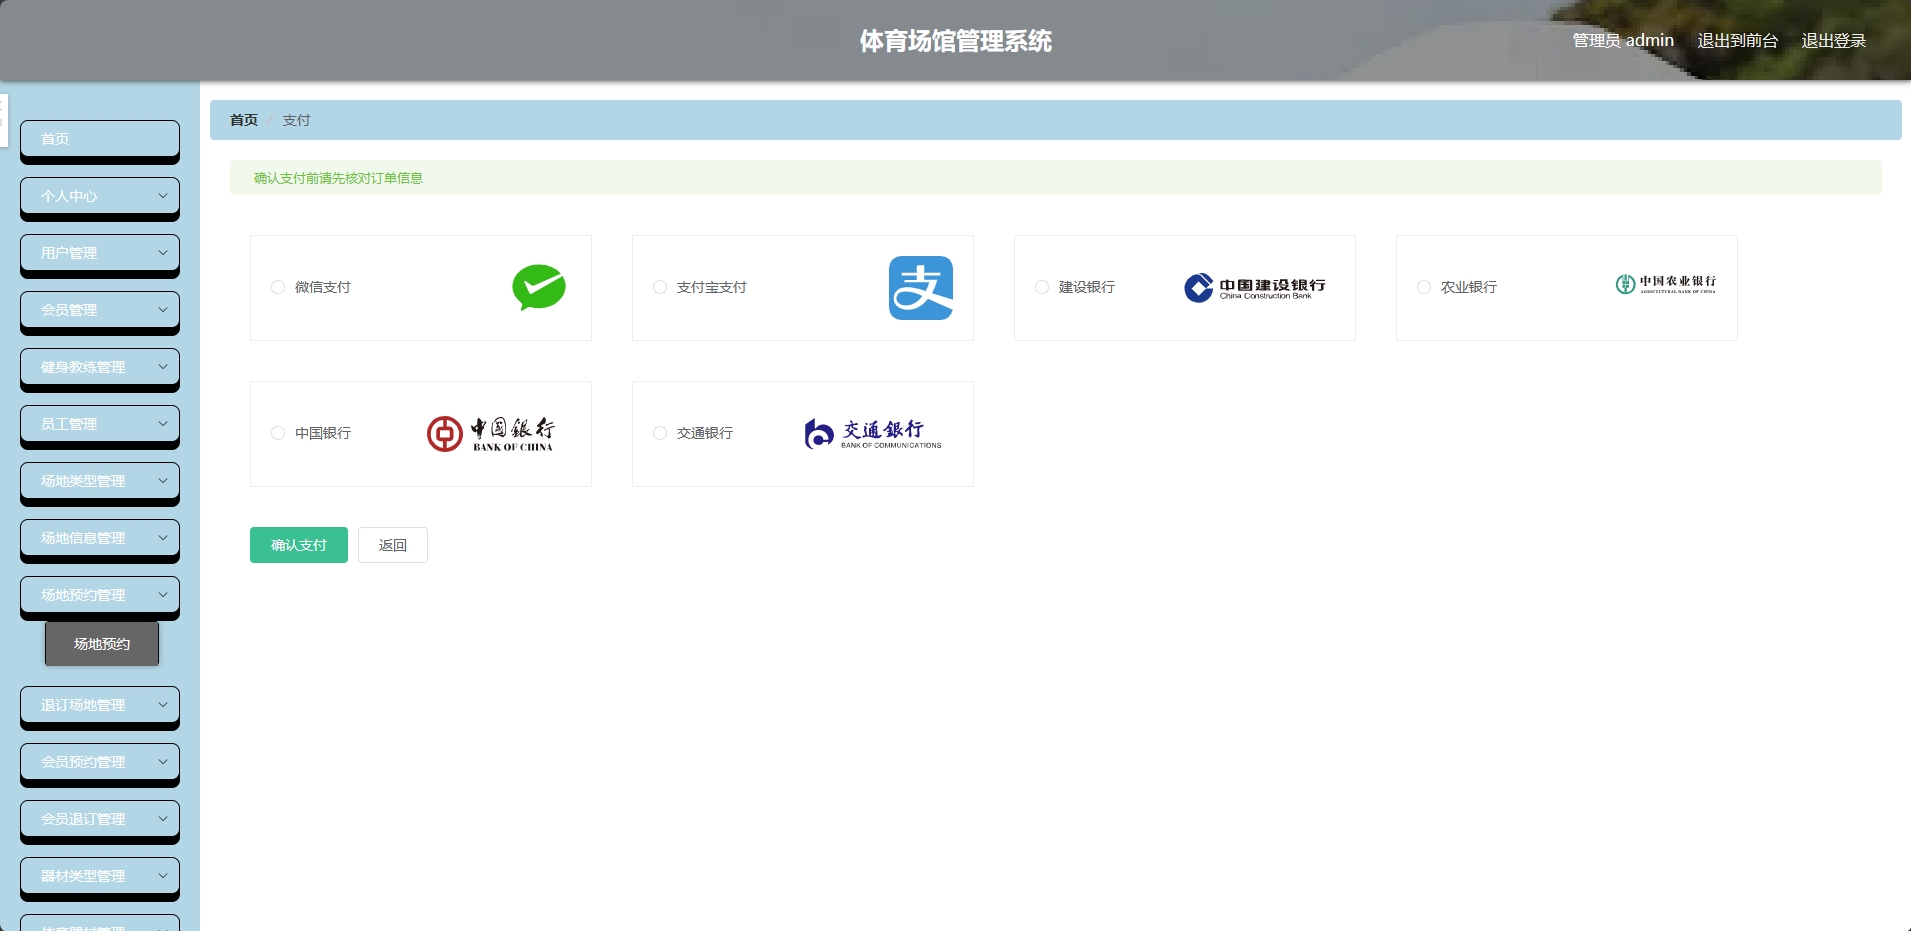 体育场馆管理系统
管理员 admin 退出到前台 退出登录
首页 / 支付
首页
个人中心
用户管理
会员管理
健身教练管理
员工管理
场地类型管理
场地信息管理
场地预约管理
场地预约
退订场地管理
会员预约管理
会员退订管理
器材类型管理
确认支付前请先核对订单信息
微信支付
支付宝支付
支
建设银行
中国建设银行
China Construction Bank
农业银行
中国农业银行
AGRICULTURAL BANK OF CHINA
中国银行
中国銀行
BANK OF CHINA
交通银行
交通銀行
BANK OF COMMUNICATIONS
确认支付 返回